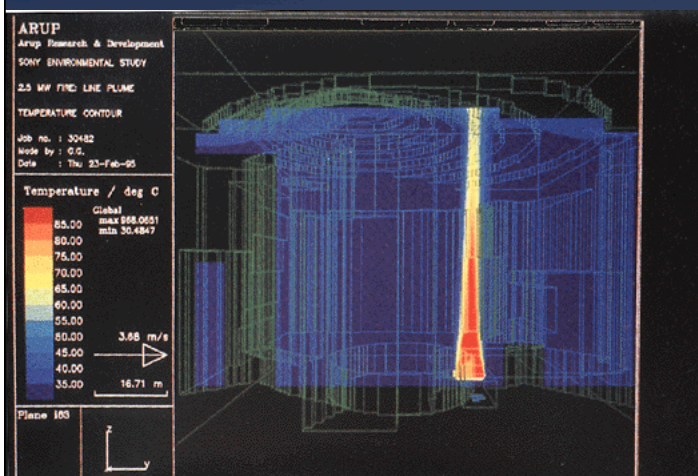 ARUP
Arup Research & Development
SONY ENVIRONMENTAL STUDY
2.5 MW FIRE: LINE PLUME
TEMPERATURE CONTOUR
Job no. : 30482
Made by : G.G.
Date : Thu 23-Feb-95
Temperature / deg C
Global
max 968.0651
min 30.4847
85.00
80.00
75.00
70.00
65.00
60.00
55.00
50.00
45.00
40.00
35.00
3.68 m/s
16.71 m
Plane 163
z
y